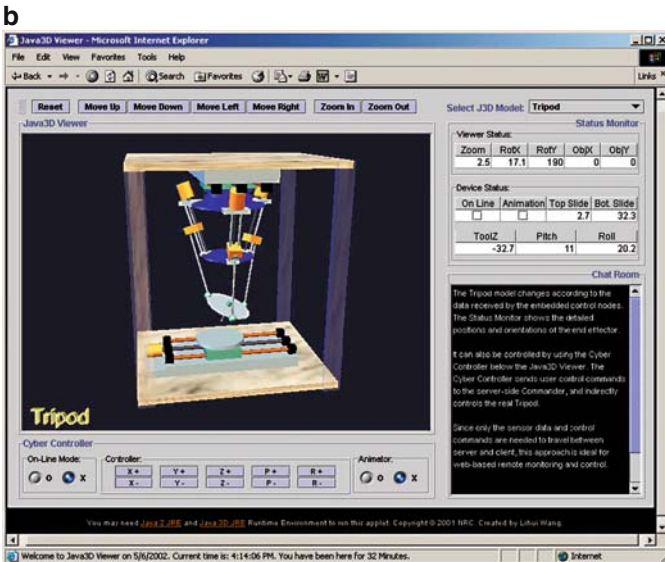 b
Java3D Viewer - Microsoft Internet Explorer
File Edit View Favorites Tools Help
Back Search Favorites Links
Reset Move Up Move Down Move Left Move Right Zoom In Zoom Out Select J3D Model: Tripod
Java3D Viewer
Status Monitor
Viewer Status:
Zoom RotX RotY ObjX ObjY
2.5 17.1 190 0 0
Device Status:
On Line Animation Top Slide Bot. Slide
2.7 32.3
ToolZ Pitch Roll
-32.7 11 20.2
Chat Room
The Tripod model changes according to the
data received by the embedded control nodes.
The Status Monitor shows the detailed
positions and orientations of the end effector.
It can also be controlled by using the Cyber
Controller below the Java3D Viewer. The
Cyber Controller sends user control commands
to the server-side Commander, and indirectly
controls the real Tripod.
Since only the sensor data and control
commands are needed to travel between
server and client, this approach is ideal for
web-based remote monitoring and control.
Tripod
Cyber Controller
On-Line Mode: Controller: Animator:
O X X + Y + Z + P + R + O X
X - Y - Z - P - R -
You may need Java 2 JRE and Java 3D JRE Runtime Environment to run this applet. Copyright © 2001 NRC. Created by Lihui Wang.
Welcome to Java3D Viewer on 5/6/2002. Current time is: 4:14:06 PM. You have been here for 32 Minutes. Internet